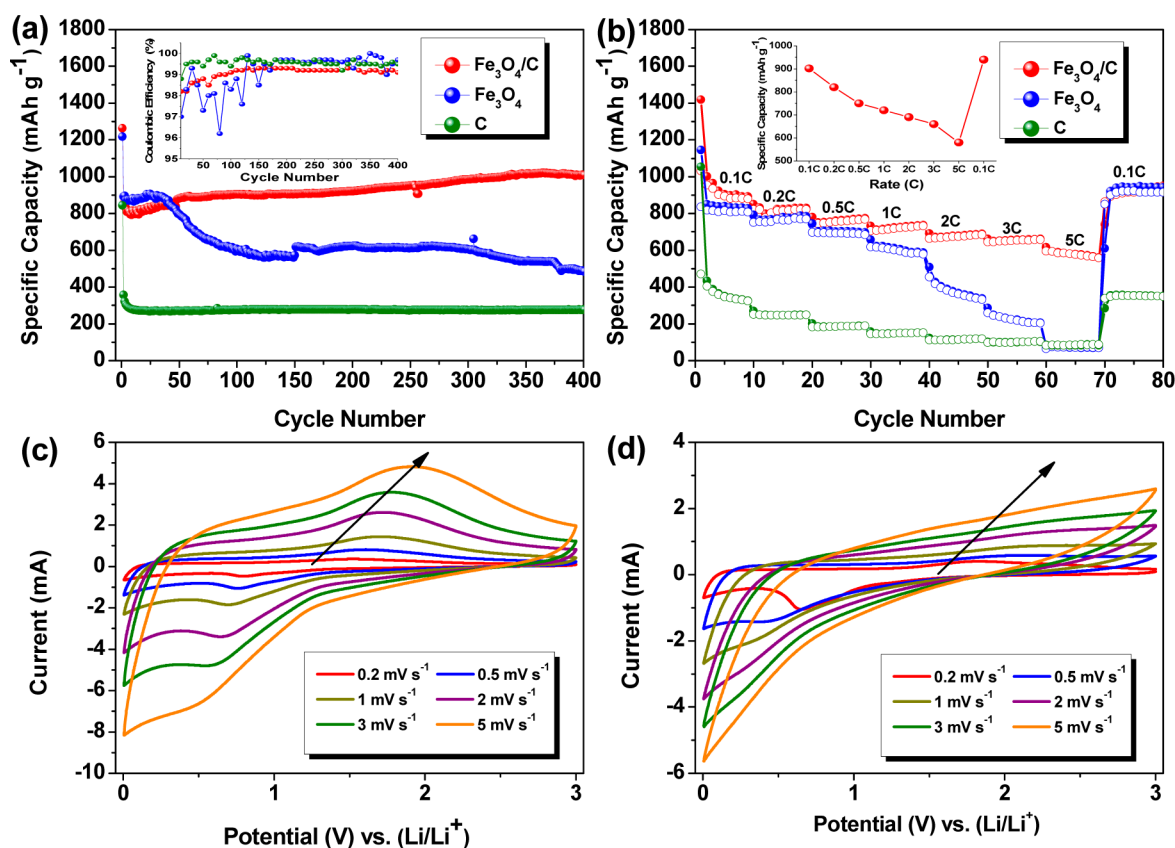 (a)
Specific Capacity (mAh g⁻¹)
1800
1600
1400
1200
1000
800
600
400
200
0
0 50 100 150 200 250 300 350 400
Cycle Number
Coulombic Efficiency (%)
100
99
98
97
96
95
50 100 150 200 250 300 350 400
Cycle Number
Fe₃O₄/C
Fe₃O₄
C
(b)
Specific Capacity (mAh g⁻¹)
1800
1600
1400
1200
1000
800
600
400
200
0
0 10 20 30 40 50 60 70 80
Cycle Number
Specific Capacity (mAh g⁻¹)
1000
900
800
700
600
500
0.1C 0.2C 0.5C 1C 2C 3C 5C 0.1C
Rate (C)
Fe₃O₄/C
Fe₃O₄
C
0.1C
0.2C
0.5C
1C
2C
3C
5C
0.1C
(c)
Current (mA)
6
4
2
0
-2
-4
-6
-8
-10
0 1 2 3
Potential (V) vs. (Li/Li⁺)
0.2 mV s⁻¹ 0.5 mV s⁻¹
1 mV s⁻¹ 2 mV s⁻¹
3 mV s⁻¹ 5 mV s⁻¹
(d)
Current (mA)
4
2
0
-2
-4
-6
0 1 2 3
Potential (V) vs. (Li/Li⁺)
0.2 mV s⁻¹ 0.5 mV s⁻¹
1 mV s⁻¹ 2 mV s⁻¹
3 mV s⁻¹ 5 mV s⁻¹